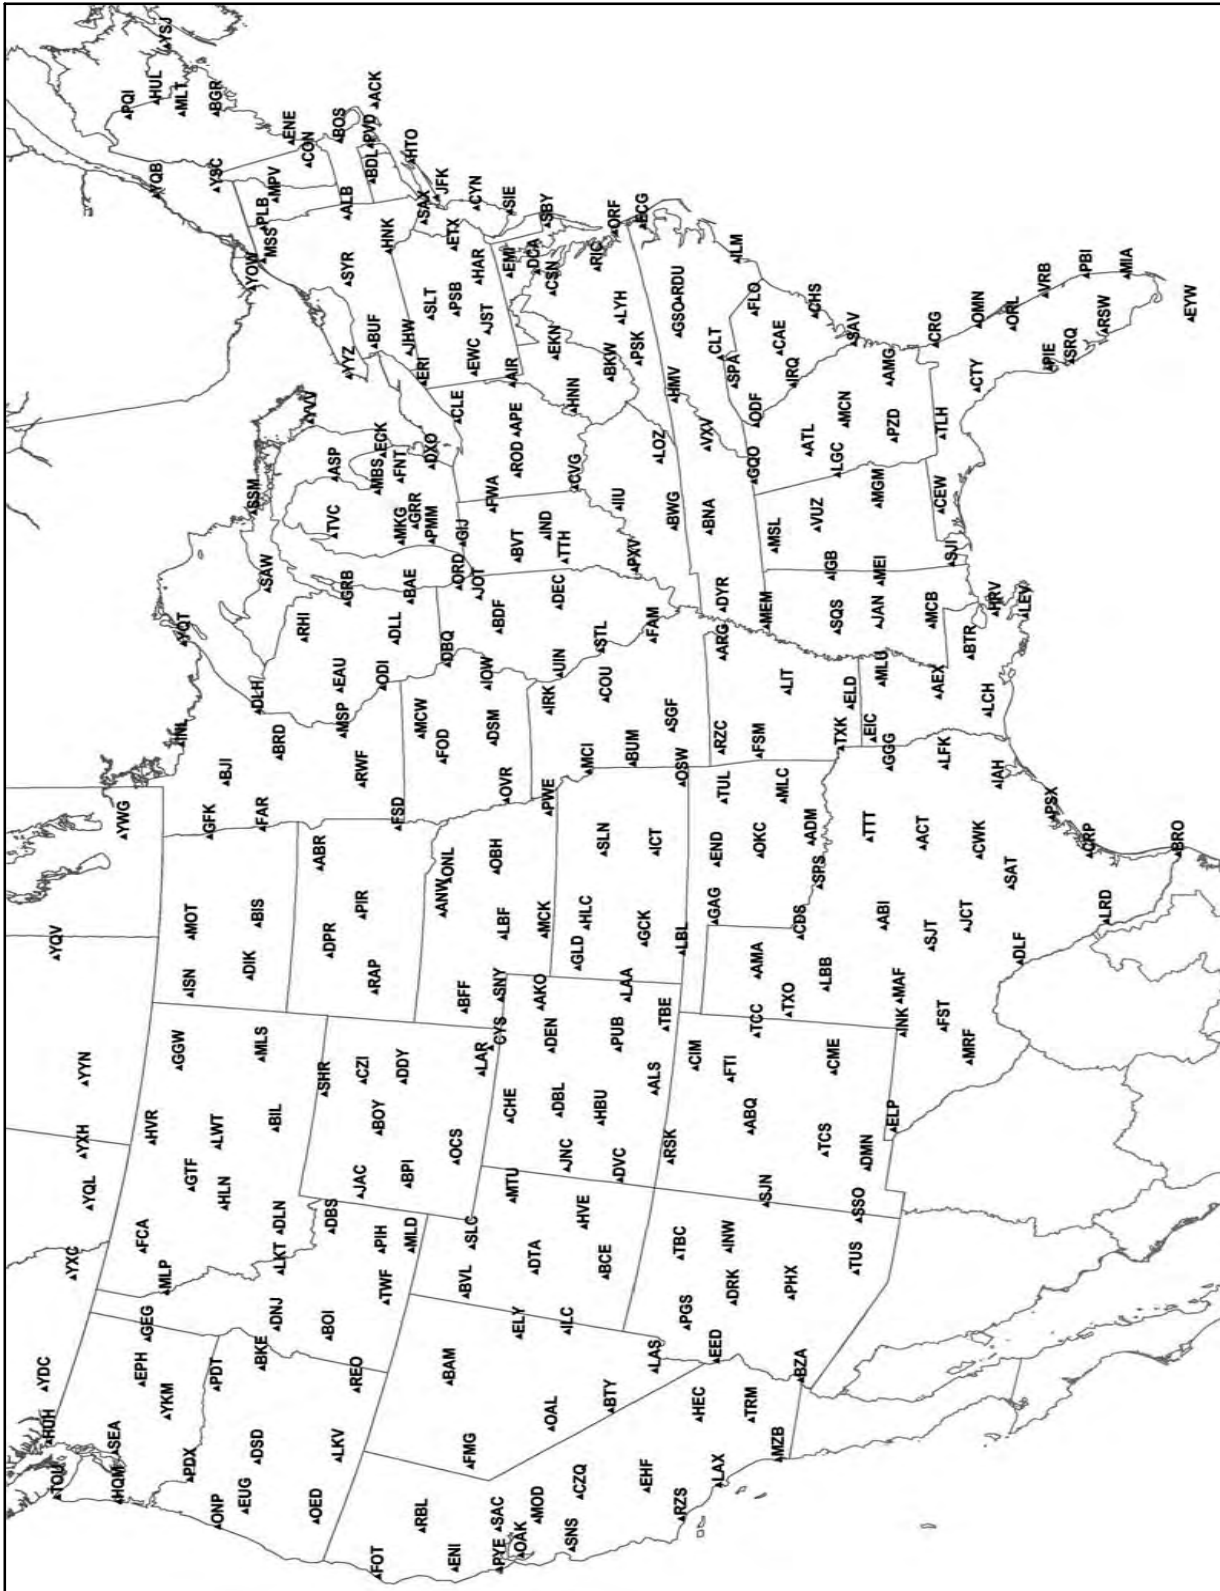 YDC
HUH
TOU
YXC
YQL
YXH
YYN
YQV
YWG
SEA
HQM
EPH
GEG
YKM
MLP
FCA
PDX
PDT
GTF
HVR
GGW
ISN
MOT
GFK
INL
YQT
ONP
EUG
DSD
BKE
DNJ
LKT
DLN
HLN
LWT
BIL
MLS
DIK
BIS
FAR
BJI
BRD
DLH
SAW
SSM
OED
LKV
REO
BOI
TWF
PIH
MLD
DBS
JAC
BPI
BOY
SHR
CZI
DDY
RAP
DPR
PIR
ABR
FSD
RWF
MSP
EAU
RHI
GRB
TVC
ASP
YVV
FOT
RBL
ENI
FMG
BAM
BVL
SLC
OCS
LAR
CYS
BFF
SNY
ANW
ONL
LBF
OBH
FOD
MCW
ODI
DLL
DBQ
BAE
MKG
GRR
PMM
MBS
FNT
ECK
DXO
PYE
SAC
OAK
MOD
SNS
CZQ
OAL
ELY
ILC
DTA
MTU
HVE
BCE
JNC
CHE
DBL
HBU
DVC
DEN
AKO
PUB
ALS
TBE
LAA
GLD
MCK
HLC
GCK
LBL
SLN
ICT
PWE
OVR
DSM
IOW
IRK
UIN
MCI
COU
BUM
SGF
OSW
STL
FAM
BDF
DEC
JOT
ORD
GIJ
BVT
IND
TTH
FWA
ROD
APE
CVG
IIU
PXV
BWG
LOZ
BTY
LAS
EHF
RZS
LAX
HEC
TRM
MZB
EED
BZA
PGS
DRK
PHX
TBC
INW
TUS
SJN
SSO
RSK
ABQ
TCS
DMN
ELP
CIM
FTI
CME
TCC
TXO
AMA
LBB
INK
MAF
FST
MRF
GAG
CDS
ABI
SJT
JCT
DLF
LRD
SAT
END
OKC
SPS
ADM
TUL
MLC
TTT
ACT
CWK
CRP
BRO
PSX
IAH
LFK
GGG
EIC
TXK
RZC
FSM
LIT
ELD
MLU
AEX
LCH
ARG
DYR
MEM
SQS
JAN
MCB
BTR
HRV
LEV
BNA
MSL
IGB
MEI
VUZ
MGM
SJI
CEW
GQO
VXV
HMV
ODF
ATL
LGC
MCN
PZD
TLH
SPA
CLT
IRQ
CAE
AMG
SAV
CHS
CRG
CTY
OMN
ORL
PIE
SRQ
RSW
VRB
PBI
MIA
EYW
GSO
RDU
FLO
ILM
PSK
BKW
LYH
RIC
ORF
ECG
HNN
EKN
CSN
DCA
EMI
SBY
SIE
AIR
CLE
ERI
JHW
EWC
JST
PSB
SLT
HAR
ETX
SAX
JFK
CYN
HTO
YYZ
BUF
SYR
HNK
ALB
BDL
PVD
BOS
ACK
YOW
MSS
PLB
MPV
CON
ENE
YSC
YQB
BGR
MLT
HUL
PQI
YSJ